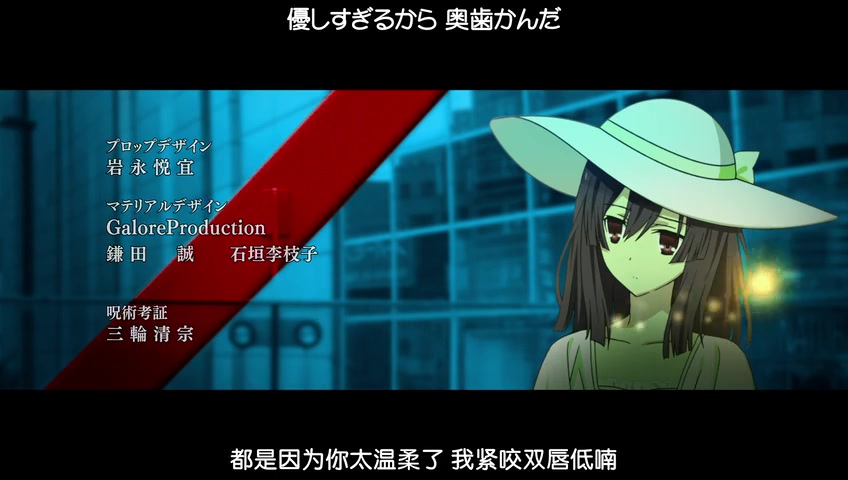 優しすぎるから 奥歯かんだ
プロップデザイン
岩永悦宜
マテリアルデザイン
GaloreProduction
鎌田 誠 石垣李枝子
呪術考証
三輪清宗
都是因为你太温柔了 我紧咬双唇低喃